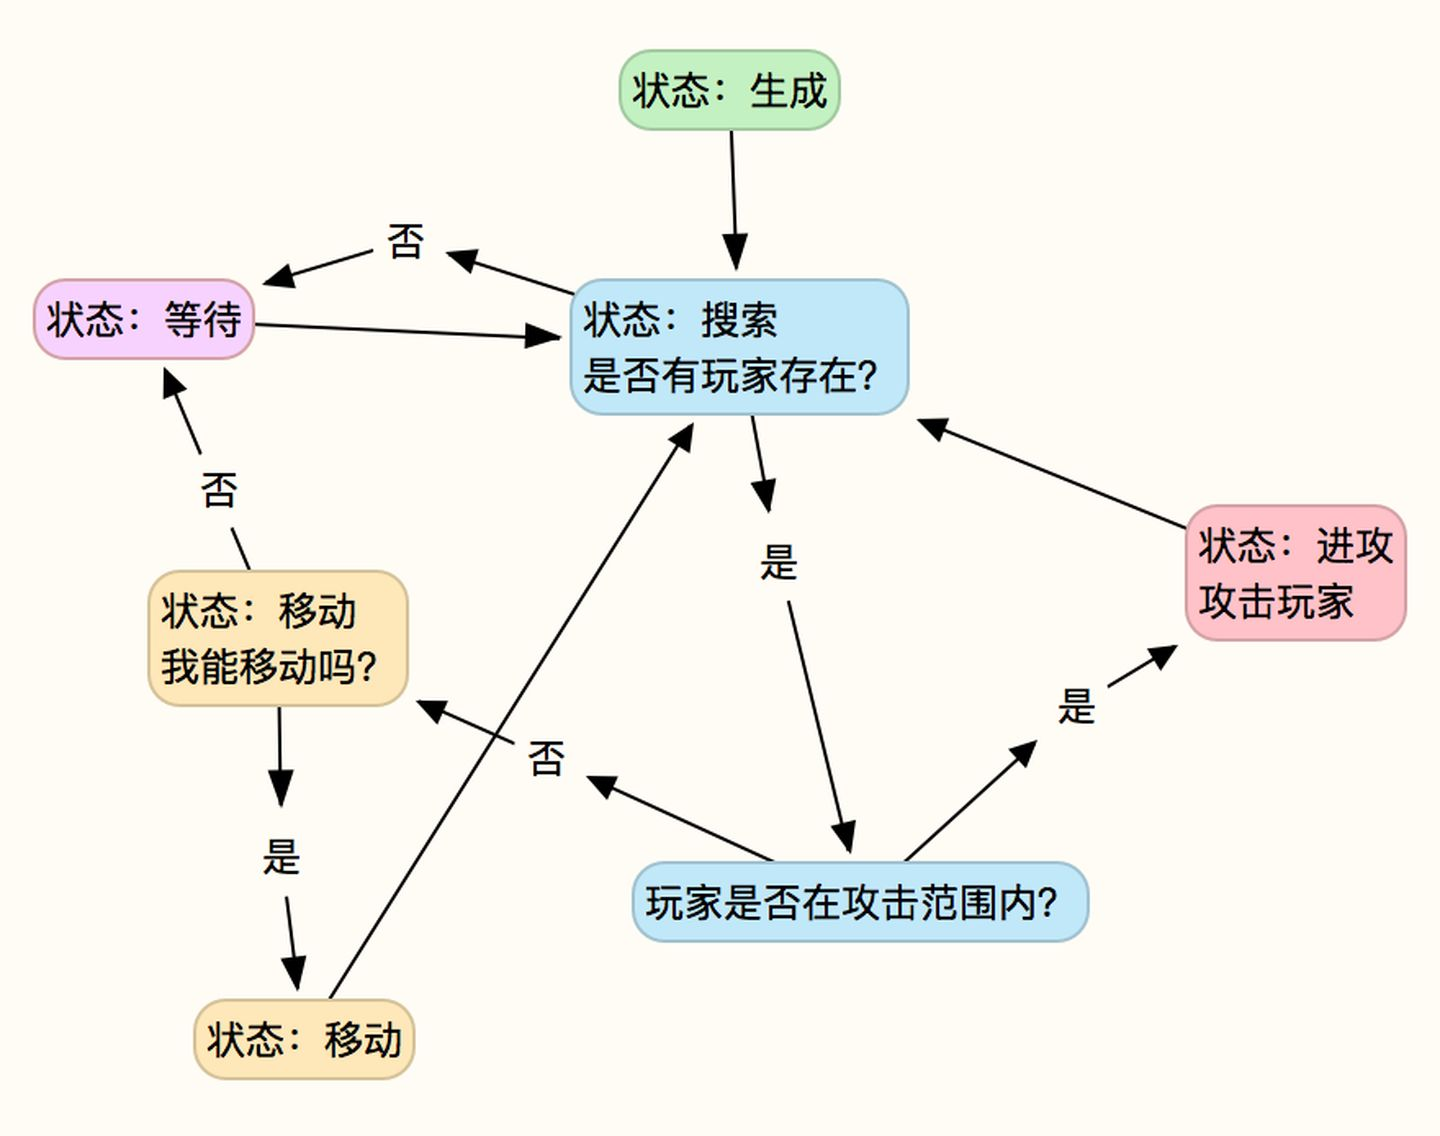 状态：生成
否
状态：等待
状态：搜索
是否有玩家存在？
否
是
状态：进攻
攻击玩家
状态：移动
我能移动吗？
是
否
是
玩家是否在攻击范围内？
状态：移动